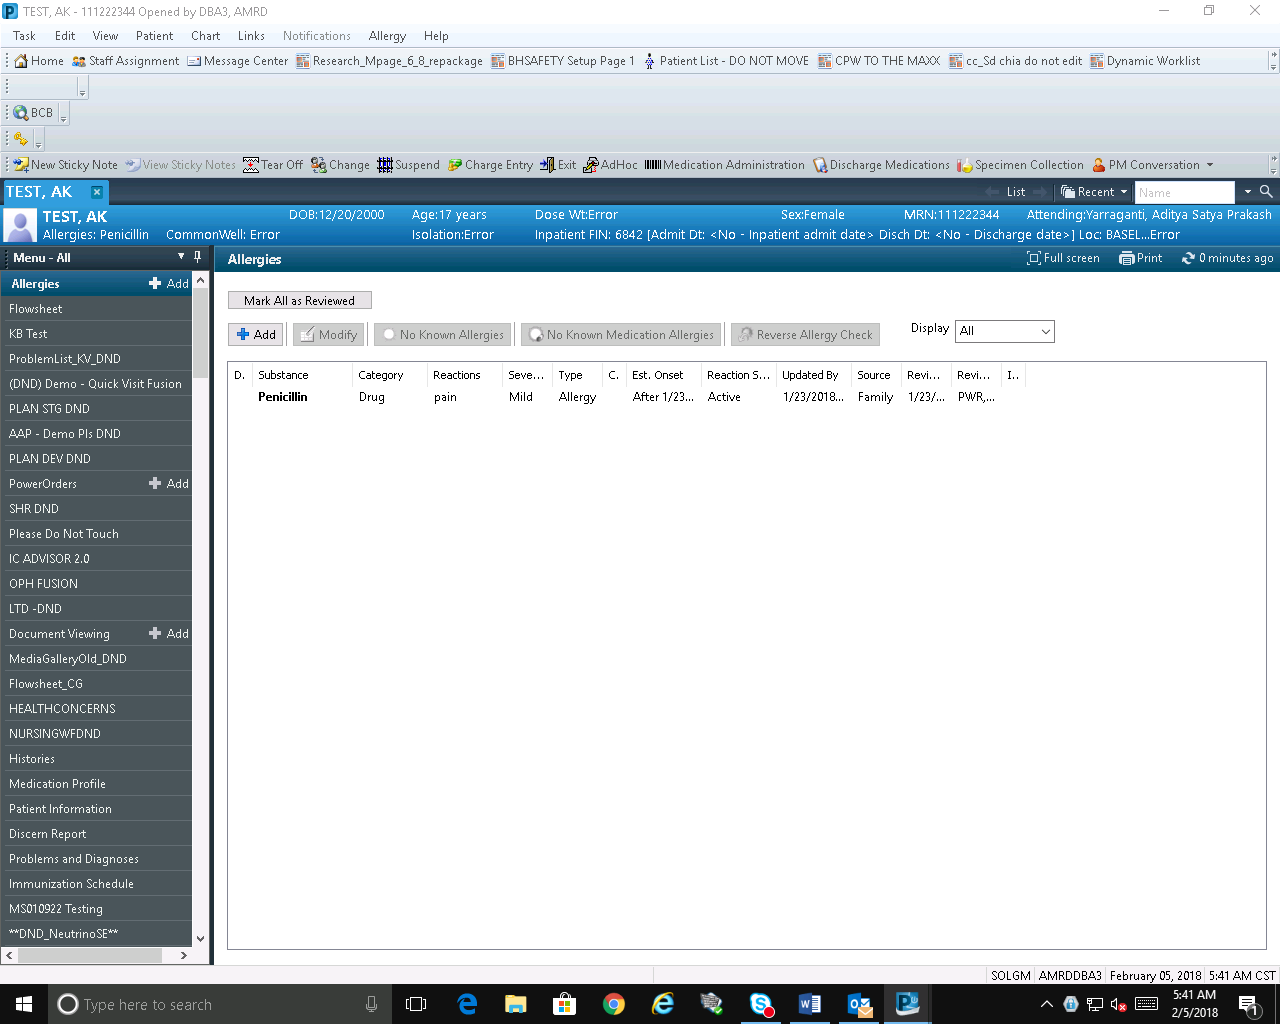 TEST, AK - 111222344 Opened by DBA3, AMRD
Task Edit View Patient Chart Links Notifications Allergy Help
Home Staff Assignment Message Center Research_Mpage_6_8_repackage BHSAFETY Setup Page 1 Patient List - DO NOT MOVE CPW TO THE MAXX cc_Sd chia do not edit Dynamic Worklist
BCB
New Sticky Note View Sticky Notes Tear Off Change Suspend Charge Entry Exit AdHoc Medication Administration Discharge Medications Specimen Collection PM Conversation
TEST, AK List Recent Name
TEST, AK DOB:12/20/2000 Age:17 years Dose Wt:Error Sex:Female MRN:111222344 Attending:Yarraganti, Aditya Satya Prakash
Allergies: Penicillin CommonWell: Error Isolation:Error Inpatient FIN: 6842 [Admit Dt: <No - Inpatient admit date> Disch Dt: <No - Discharge date>] Loc: BASEL...Error
Menu - All
Allergies Add
Flowsheet
KB Test
ProblemList_KV_DND
(DND) Demo - Quick Visit Fusion
PLAN STG DND
AAP - Demo Pls DND
PLAN DEV DND
PowerOrders Add
SHR DND
Please Do Not Touch
IC ADVISOR 2.0
OPH FUSION
LTD -DND
Document Viewing Add
MediaGalleryOld_DND
Flowsheet_CG
HEALTHCONCERNS
NURSINGWFDND
Histories
Medication Profile
Patient Information
Discern Report
Problems and Diagnoses
Immunization Schedule
MS010922 Testing
**DND_NeutrinoSE**
Allergies Full screen Print 0 minutes ago
Mark All as Reviewed
Add Modify No Known Allergies No Known Medication Allergies Reverse Allergy Check Display All
D. Substance Category Reactions Seve... Type C. Est. Onset Reaction S... Updated By Source Revi... Revi... I..
Penicillin Drug pain Mild Allergy After 1/23... Active 1/23/2018... Family 1/23/... PWR,...
SOLGM AMRDDBA3 February 05, 2018 5:41 AM CST
Type here to search
5:41 AM
2/5/2018
1